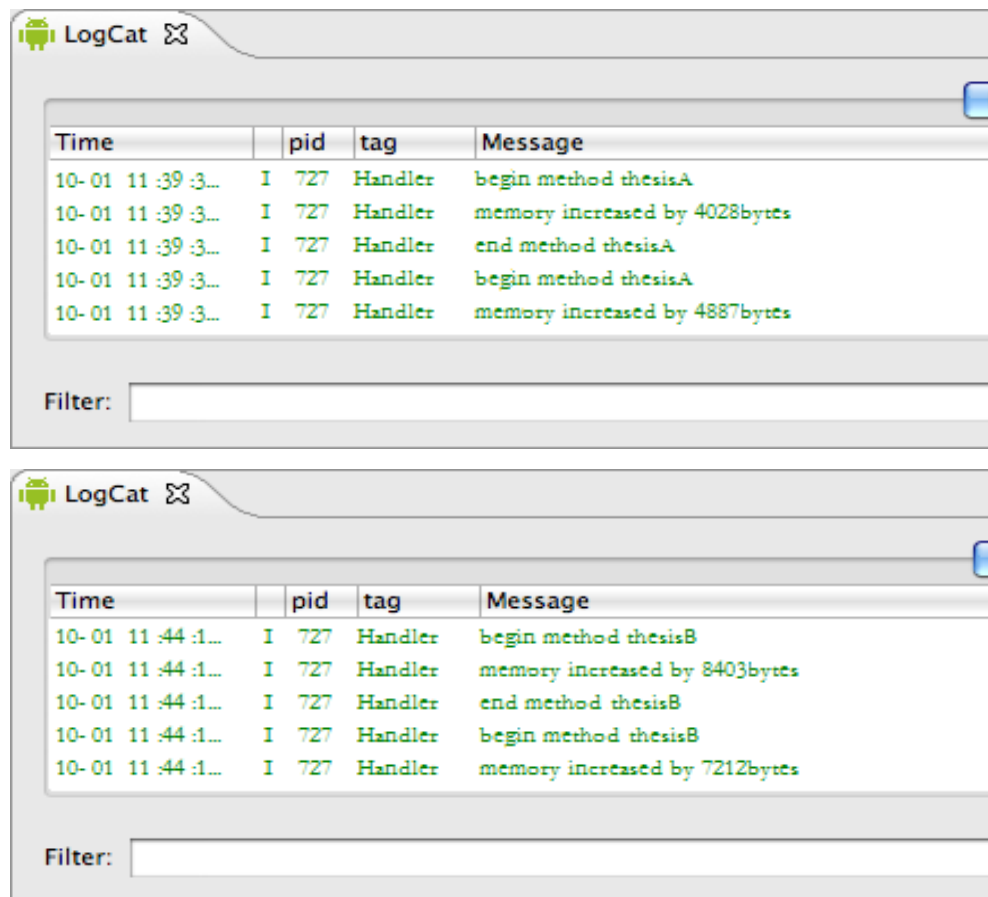 LogCat
Time pid tag Message
10- 01 11 :39 :3... I 727 Handler begin method thesisA
10- 01 11 :39 :3... I 727 Handler memory increased by 4028bytes
10- 01 11 :39 :3... I 727 Handler end method thesisA
10- 01 11 :39 :3... I 727 Handler begin method thesisA
10- 01 11 :39 :3... I 727 Handler memory increased by 4887bytes
Filter:
LogCat
Time pid tag Message
10- 01 11 :44 :1... I 727 Handler begin method thesisB
10- 01 11 :44 :1... I 727 Handler memory increased by 8403bytes
10- 01 11 :44 :1... I 727 Handler end method thesisB
10- 01 11 :44 :1... I 727 Handler begin method thesisB
10- 01 11 :44 :1... I 727 Handler memory increased by 7212bytes
Filter: